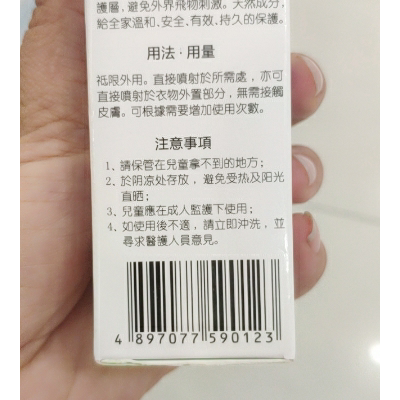 護層，避免外界飛物刺激。天然成分，
給全家溫和、安全、有效、持久的保護。
用法·用量
祗限外用。直接噴射於所需處，亦可
直接噴射於衣物外置部分，無需接觸
皮膚。可根據需要增加使用次數。
注意事項
1、請保管在兒童拿不到的地方；
2、於阴凉处存放，避免受热及阳光
直晒；
3、兒童應在成人監護下使用；
4、如使用後不適，請立即沖洗，並
尋求醫護人員意見。
4 897077 590123